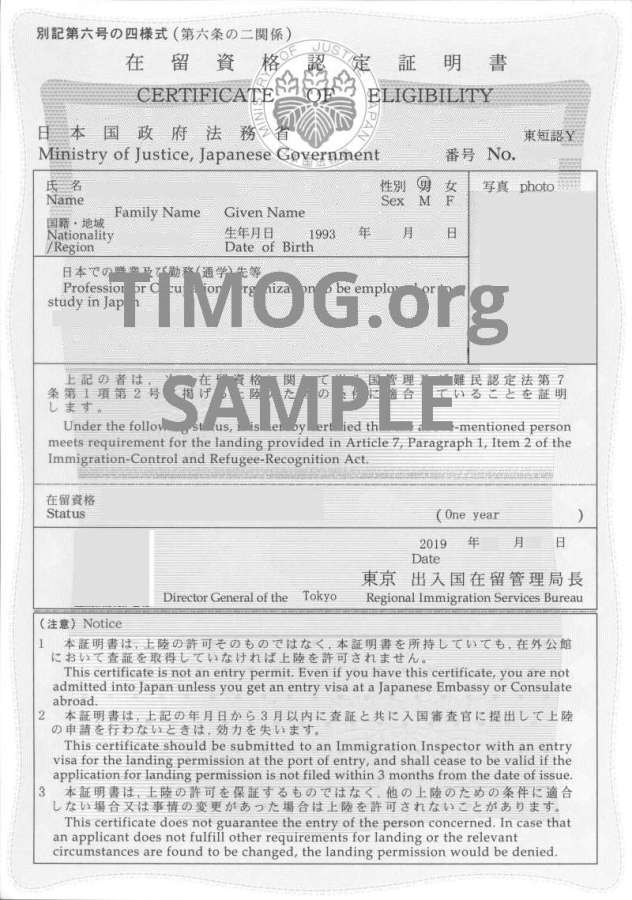 別記第六号の四様式(第六条の二関係)
MINISTRY OF JUSTICE, JAPAN
在留資格認定証明書
CERTIFICATE OF ELIGIBILITY
日本国政府法務省
東短認Y
Ministry of Justice, Japanese Government 番号 No.
氏 名 性別 男 女 写真 photo
Name Sex M F
Family Name Given Name
国籍・地域
Nationality 生年月日 1993 年 月 日
/Region Date of Birth
日本での職業及び勤務(通学)先等
Profession or Organization to be employed or to
study in Japan
TIMOG.org
SAMPLE
上記の者は、 在留資格に関して 国管理及び難民認定法第7
条第1項第2号 掲げる上陸のための条件に適合していることを証明
します。
Under the following status, it is hereby certified that the above-mentioned person
meets requirement for the landing provided in Article 7, Paragraph 1, Item 2 of the
Immigration-Control and Refugee-Recognition Act.
在留資格
Status (One year )
2019 年 月 日
Date
東京 出入国在留管理局長
Director General of the Tokyo Regional Immigration Services Bureau
(注意) Notice
1 本証明書は、上陸の許可そのものではなく、本証明書を所持していても、在外公館
において査証を取得していなければ上陸を許可されません。
This certificate is not an entry permit. Even if you have this certificate, you are not
admitted into Japan unless you get an entry visa at a Japanese Embassy or Consulate
abroad.
2 本証明書は、上記の年月日から3月以内に査証と共に入国審査官に提出して上陸
の申請を行わないときは、効力を失います。
This certificate should be submitted to an Immigration Inspector with an entry
visa for the landing permission at the port of entry, and shall cease to be valid if the
application for landing permission is not filed within 3 months from the date of issue.
3 本証明書は、上陸の許可を保証するものではなく、他の上陸のための条件に適合
しない場合又は事情の変更があった場合は上陸を許可されないことがあります。
This certificate does not guarantee the entry of the person concerned. In case that
an applicant does not fulfill other requirements for landing or the relevant
circumstances are found to be changed, the landing permission would be denied.